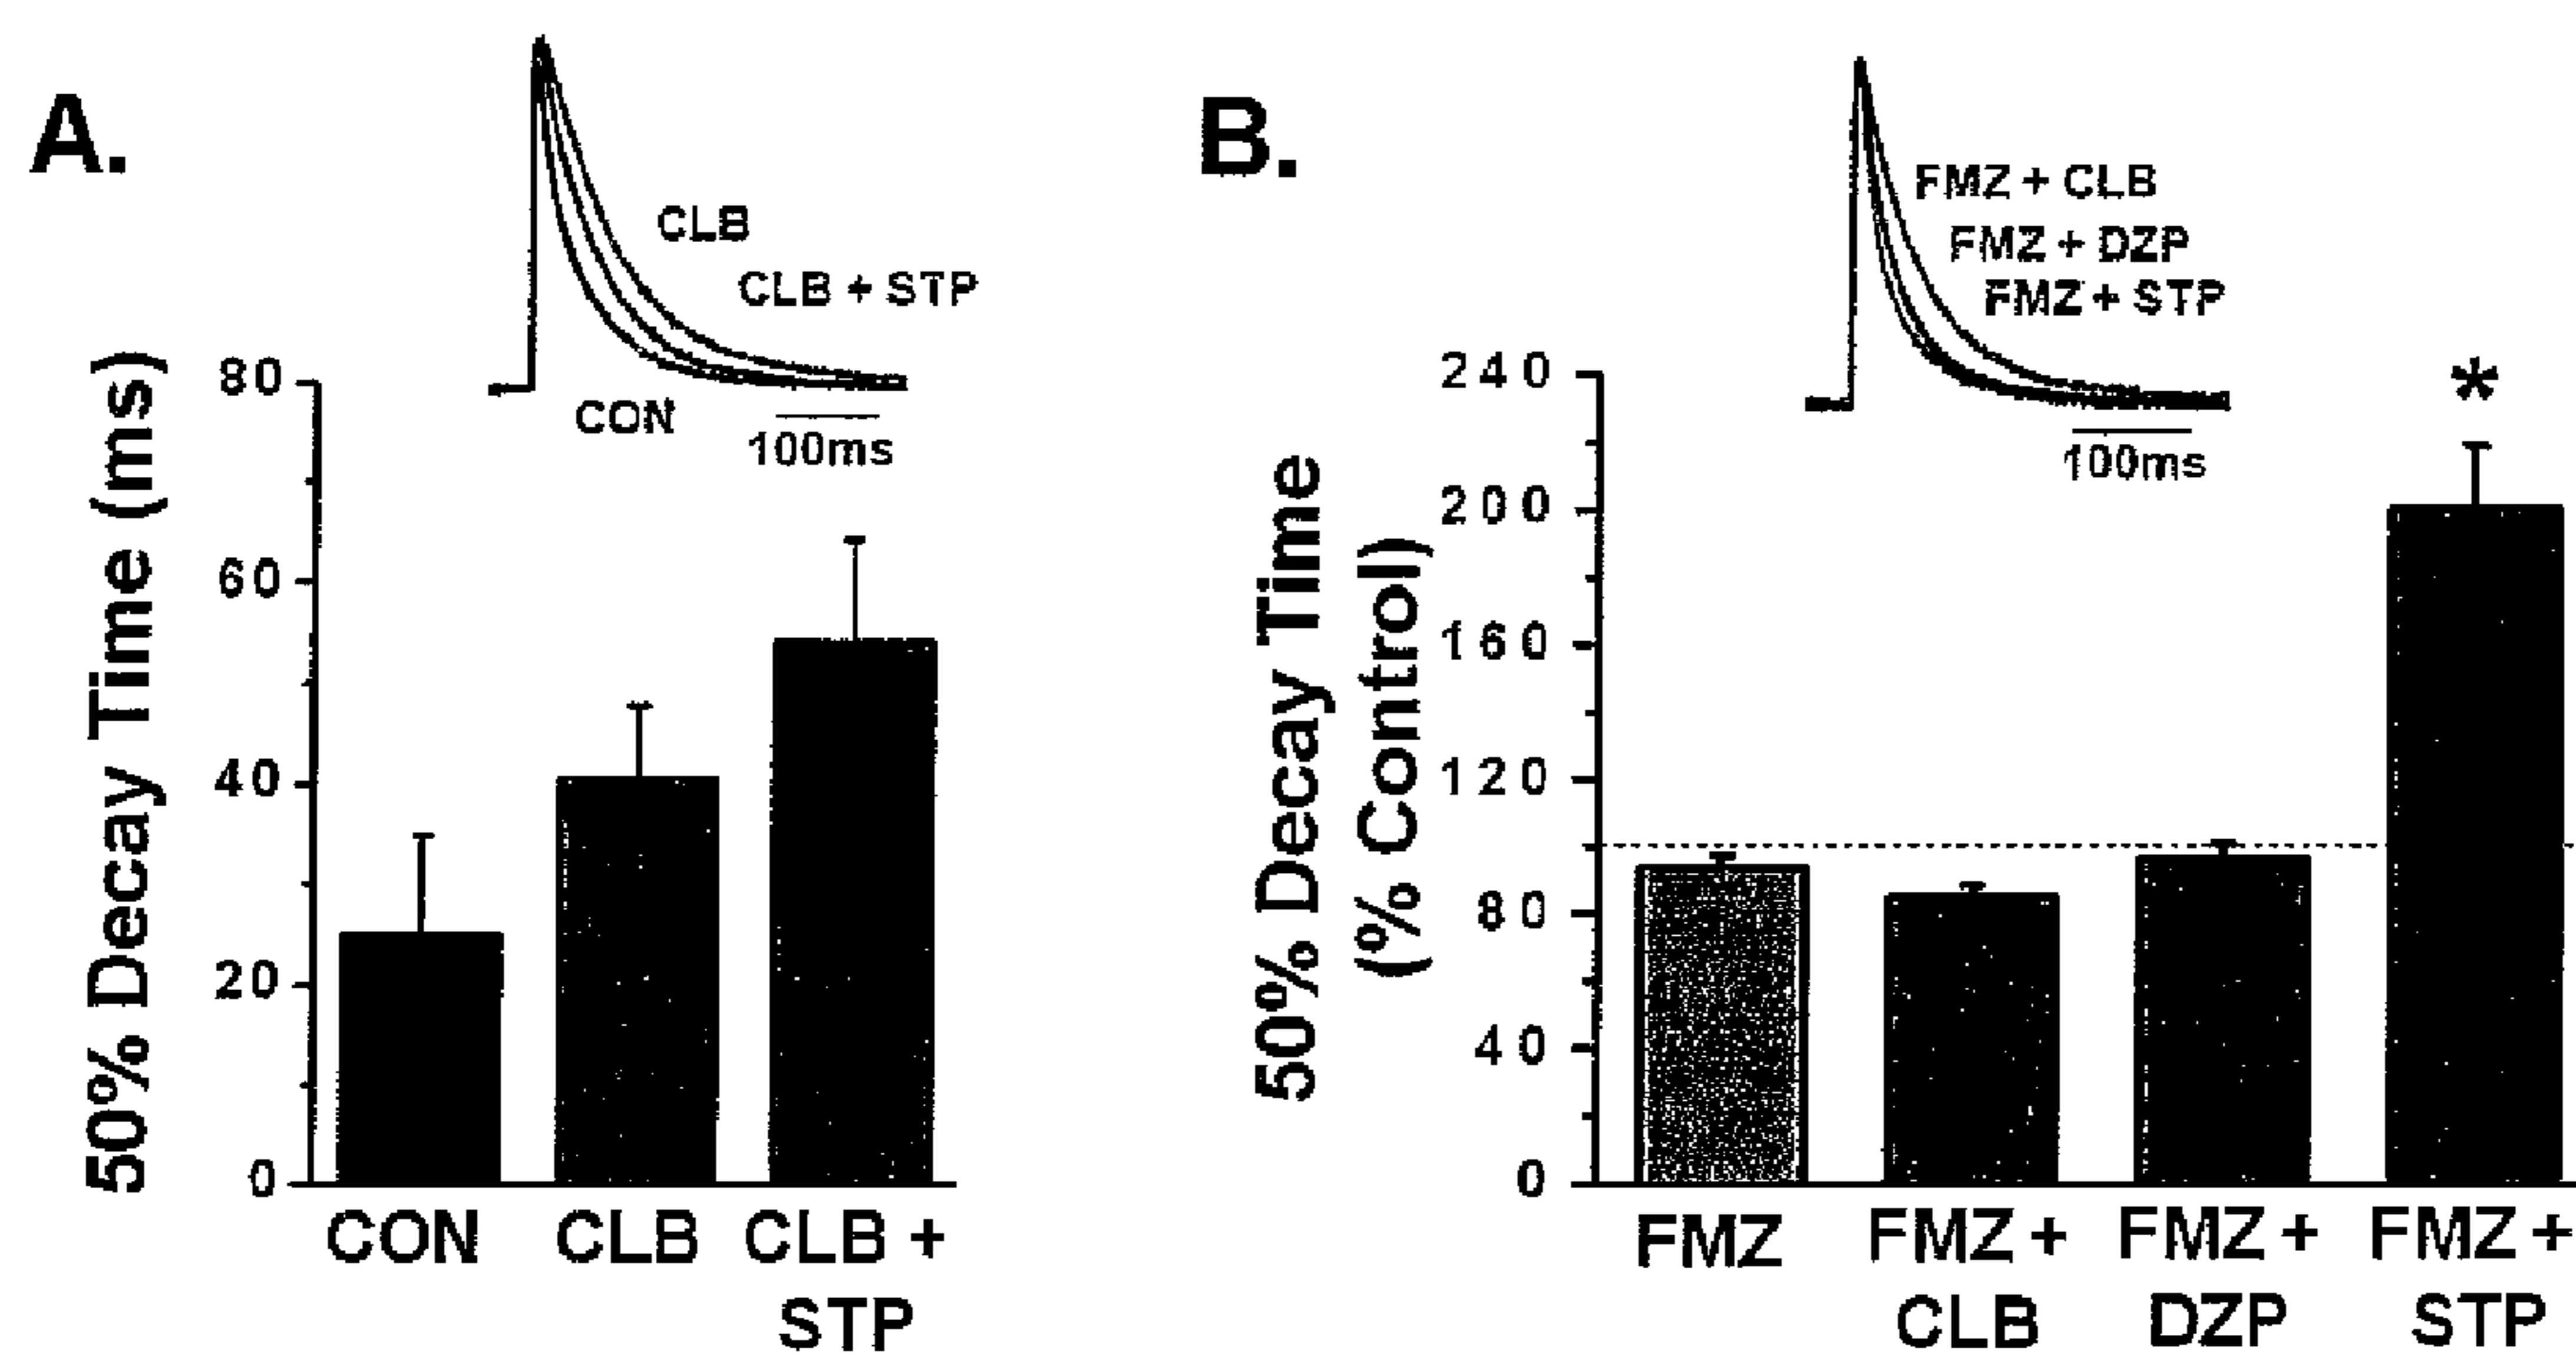 A.
CLB
CLB + STP
CON
100ms
50% Decay Time (ms)
80
60
40
20
0
CON
CLB
CLB +
STP
B.
FMZ + CLB
FMZ + DZP
FMZ + STP
100ms
50% Decay Time
(% Control)
240
200
160
120
80
40
0
*
FMZ
FMZ +
CLB
FMZ +
DZP
FMZ +
STP